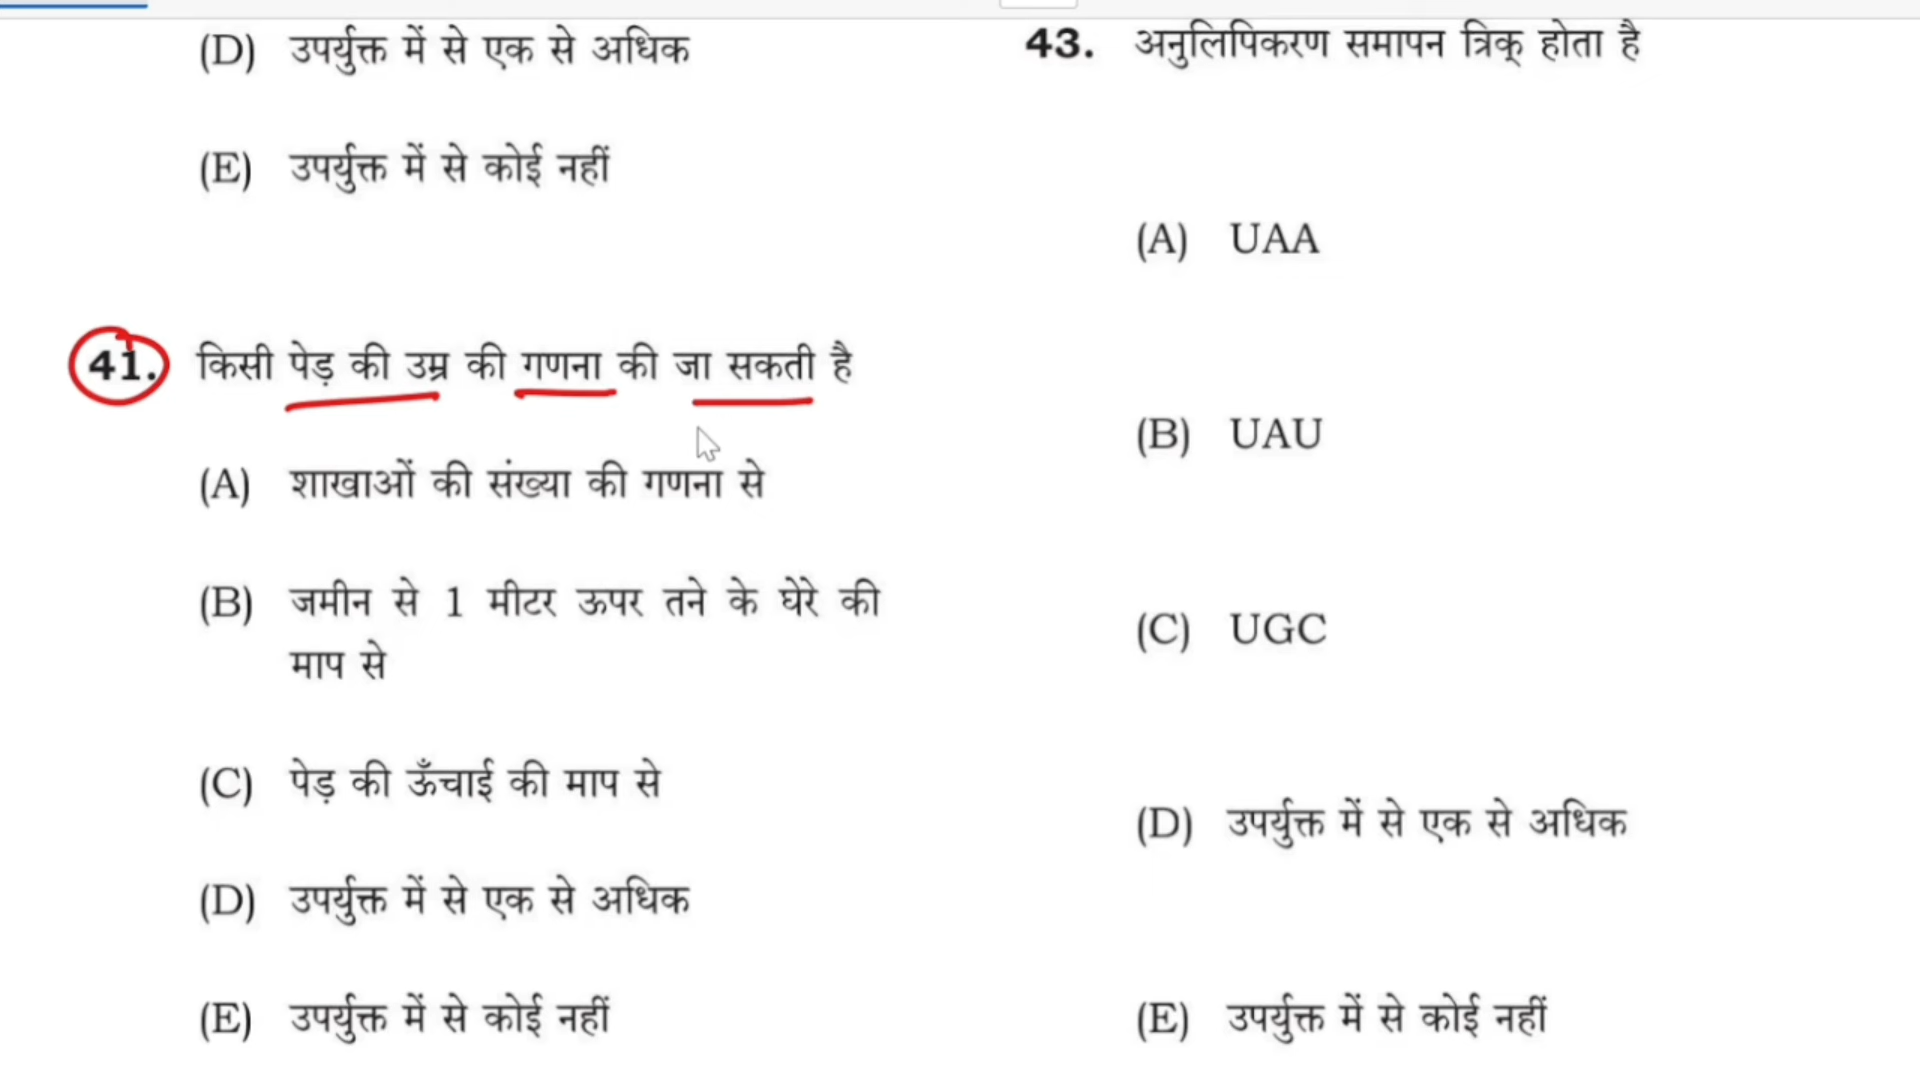 (D) उपर्युक्त में से एक से अधिक
(E) उपर्युक्त में से कोई नहीं
41. किसी पेड़ की उम्र की गणना की जा सकती है
(A) शाखाओं की संख्या की गणना से
(B) जमीन से 1 मीटर ऊपर तने के घेरे की
माप से
(C) पेड़ की ऊँचाई की माप से
(D) उपर्युक्त में से एक से अधिक
(E) उपर्युक्त में से कोई नहीं
43. अनुलिपिकरण समापन त्रिक् होता है
(A) UAA
(B) UAU
(C) UGC
(D) उपर्युक्त में से एक से अधिक
(E) उपर्युक्त में से कोई नहीं